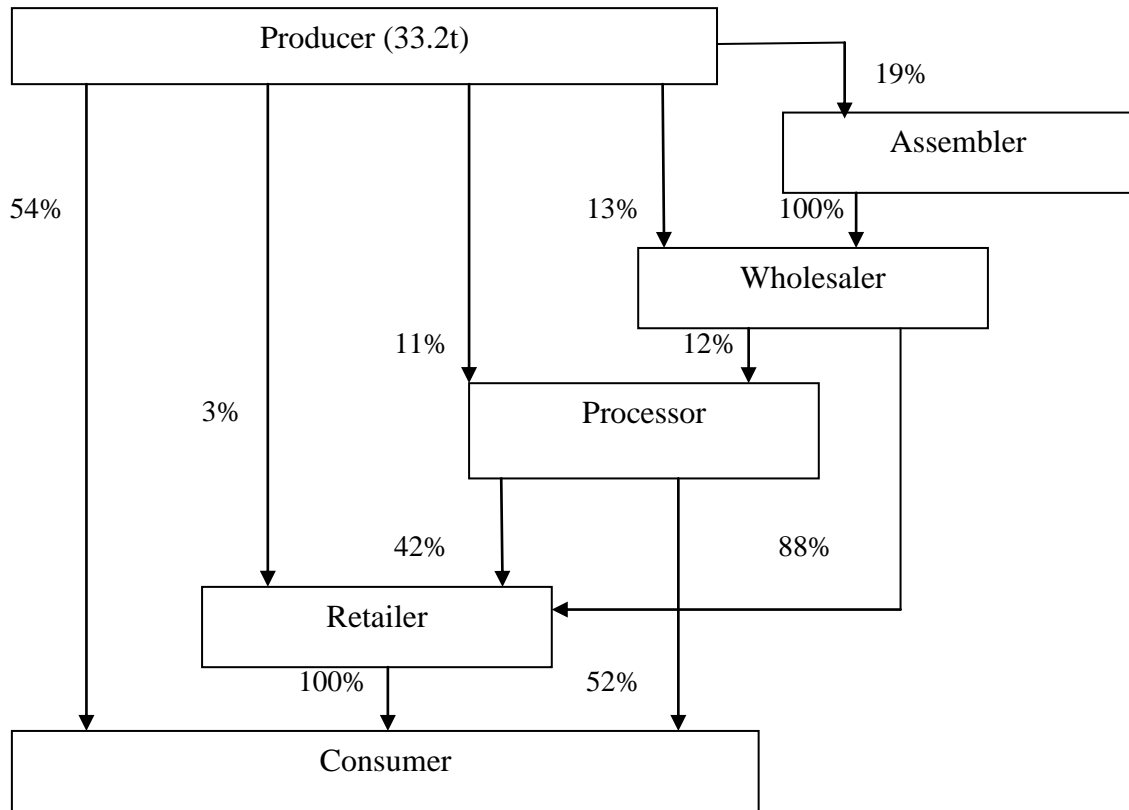 Producer (33.2t)
19%
Assembler
54%
13%
100%
Wholesaler
11%
12%
3%
Processor
42%
88%
Retailer
100%
52%
Consumer